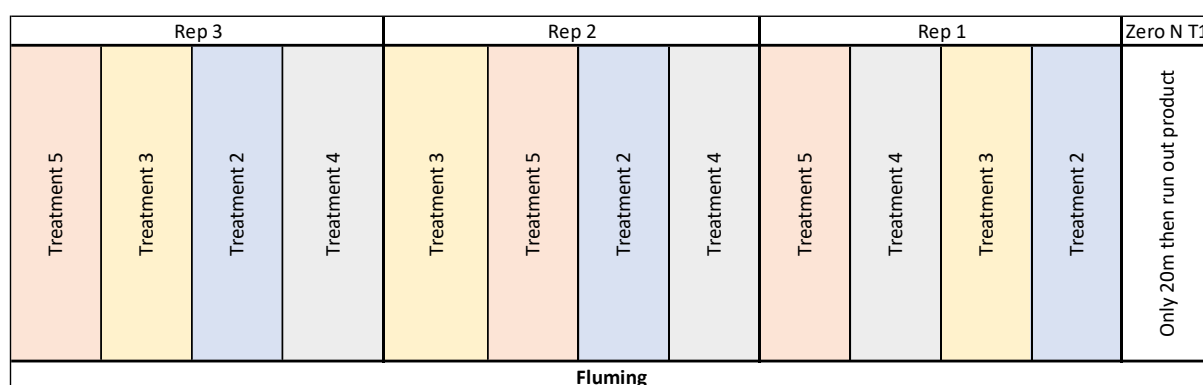 Rep 3
Rep 2
Rep 1
Zero N T1
Treatment 5
Treatment 3
Treatment 2
Treatment 4
Treatment 3
Treatment 5
Treatment 2
Treatment 4
Treatment 5
Treatment 4
Treatment 3
Treatment 2
Only 20m then run out product
Fluming